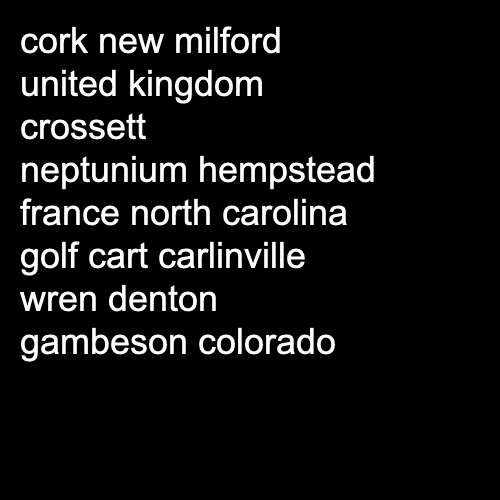 cork new milford
united kingdom
crossett
neptunium hempstead
france north carolina
golf cart carlinville
wren denton
gambeson colorado